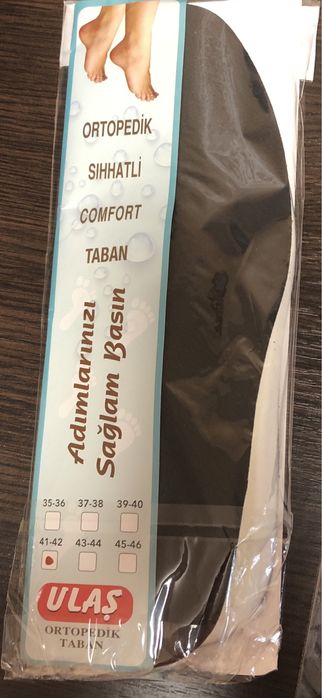 ORTOPEDİK
SIHHATLİ
COMFORT
TABAN
Adımlarınızı
Sağlam Basın
35-36 37-38 39-40
41-42 43-44 45-46
ULAŞ
ORTOPEDİK
TABAN